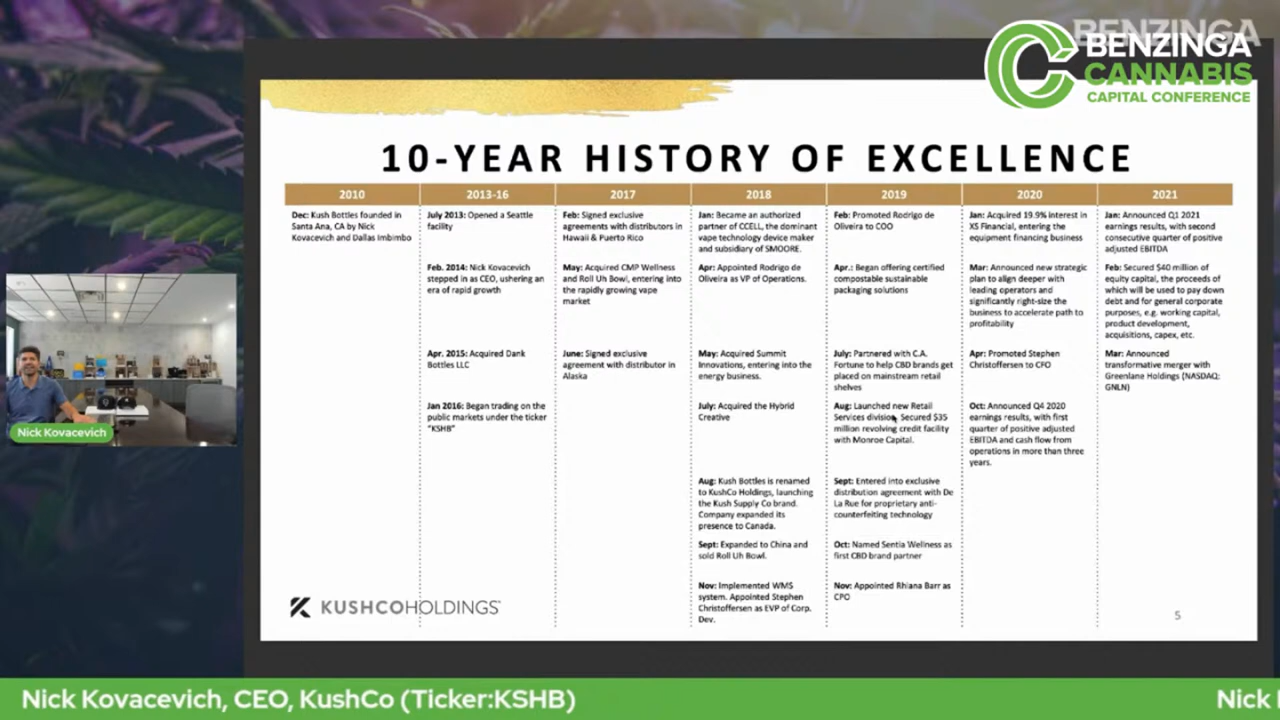 BENZINGA
BENZINGA
CANNABIS
CAPITAL CONFERENCE
10-YEAR HISTORY OF EXCELLENCE
2010
Dec: Kush Bottles founded in
Santa Ana, CA by Nick
Kovacevich and Dallas Imbimbo
2013-16
July 2013: Opened a Seattle
facility
Feb. 2014: Nick Kovacevich
stepped in as CEO, ushering an
era of rapid growth
Apr. 2015: Acquired Dank
Bottles LLC
Jan 2016: Began trading on the
public markets under the ticker
"KSHB"
2017
Feb: Signed exclusive
agreements with distributors in
Hawaii & Puerto Rico
May: Acquired CMP Wellness
and Roll Uh Bowl, entering into
the rapidly growing vape
market
June: Signed exclusive
agreement with distributor in
Alaska
2018
Jan: Became an authorized
partner of CCELL, the dominant
vape technology device maker
and subsidiary of SMOORE.
Apr: Appointed Rodrigo de
Oliveira as VP of Operations.
May: Acquired Summit
Innovations, entering into the
energy business.
July: Acquired the Hybrid
Creative
Aug: Kush Bottles is renamed
to KushCo Holdings, launching
the Kush Supply Co brand.
Company expanded its
presence to Canada.
Sept: Expanded to China and
sold Roll Uh Bowl.
Nov: Implemented WMS
system. Appointed Stephen
Christoffersen as EVP of Corp.
Dev.
2019
Feb: Promoted Rodrigo de
Oliveira to COO
Apr.: Began offering certified
compostable sustainable
packaging solutions
July: Partnered with C.A.
Fortune to help CBD brands get
placed on mainstream retail
shelves
Aug: Launched new Retail
Services division. Secured $35
million revolving credit facility
with Monroe Capital.
Sept: Entered into exclusive
distribution agreement with De
La Rue for proprietary anti-
counterfeiting technology
Oct: Named Sentia Wellness as
first CBD brand partner
Nov: Appointed Rhiana Barr as
CPO
2020
Jan: Acquired 19.9% interest in
XS Financial, entering the
equipment financing business
Mar: Announced new strategic
plan to align deeper with
leading operators and
significantly right-size the
business to accelerate path to
profitability
Apr: Promoted Stephen
Christoffersen to CFO
Oct: Announced Q4 2020
earnings results, with first
quarter of positive adjusted
EBITDA and cash flow from
operations in more than three
years.
2021
Jan: Announced Q1 2021
earnings results, with second
consecutive quarter of positive
adjusted EBITDA
Feb: Secured $40 million of
equity capital, the proceeds of
which will be used to pay down
debt and for general corporate
purposes, e.g. working capital,
product development,
acquisitions, capex, etc.
Mar: Announced
transformative merger with
Greenlane Holdings (NASDAQ:
GNLN)
KUSHCOHOLDINGS
5
Nick Kovacevich
Nick Kovacevich, CEO, KushCo (Ticker:KSHB)
Nick